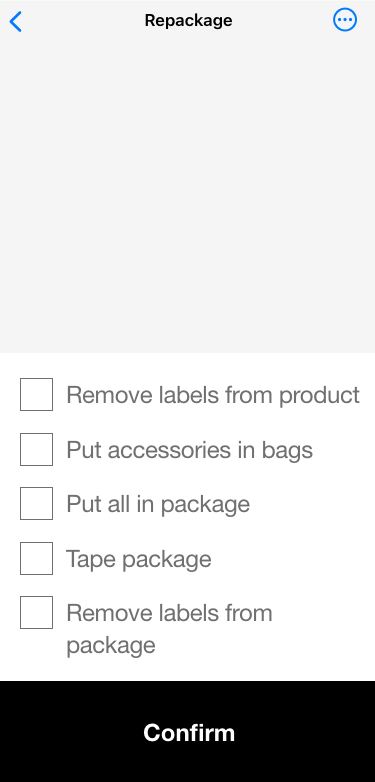 Repackage
Remove labels from product
Put accessories in bags
Put all in package
Tape package
Remove labels from
package
Confirm